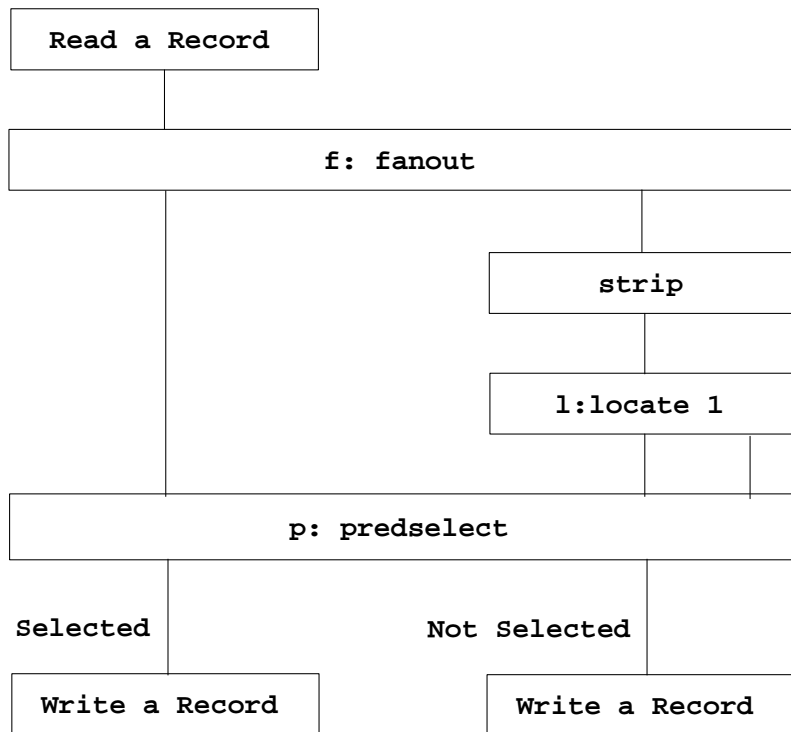 Read a Record
f: fanout
strip
l:locate 1
p: predselect
Selected
Not Selected
Write a Record
Write a Record